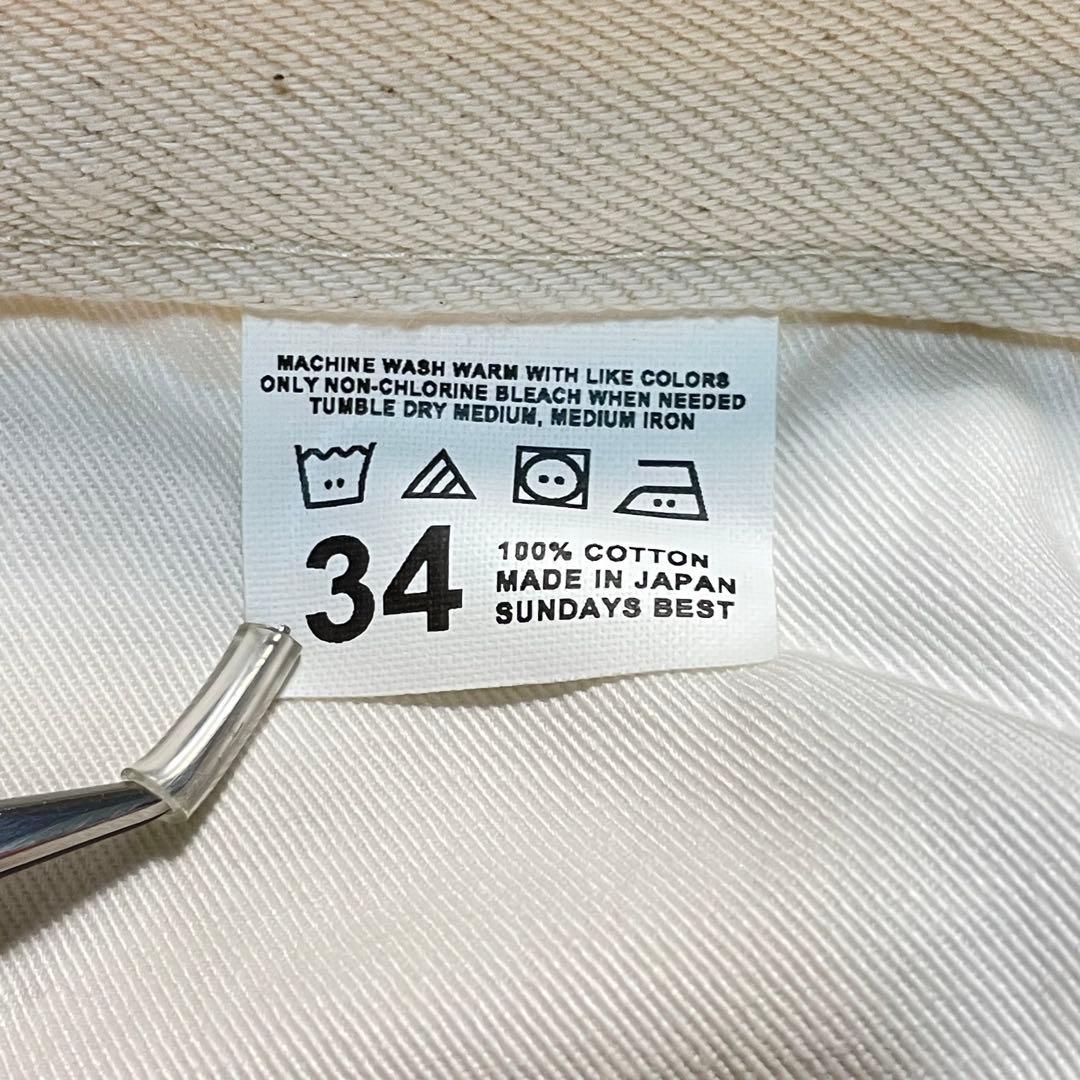 MACHINE WASH WARM WITH LIKE COLORS
ONLY NON-CHLORINE BLEACH WHEN NEEDED
TUMBLE DRY MEDIUM, MEDIUM IRON
34
100% COTTON
MADE IN JAPAN
SUNDAYS BEST